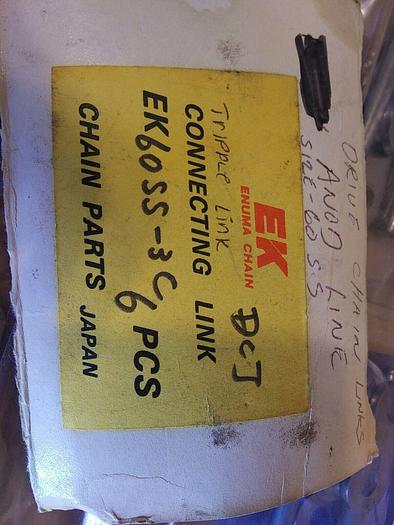 DRIVE CHAIN LINKS
ANOD LINE
SIZE-60 SS
EK
ENUMA CHAIN
DCJ
Tripple Link
CONNECTING LINK
EK60SS-3C
6 PCS
CHAIN PARTS JAPAN